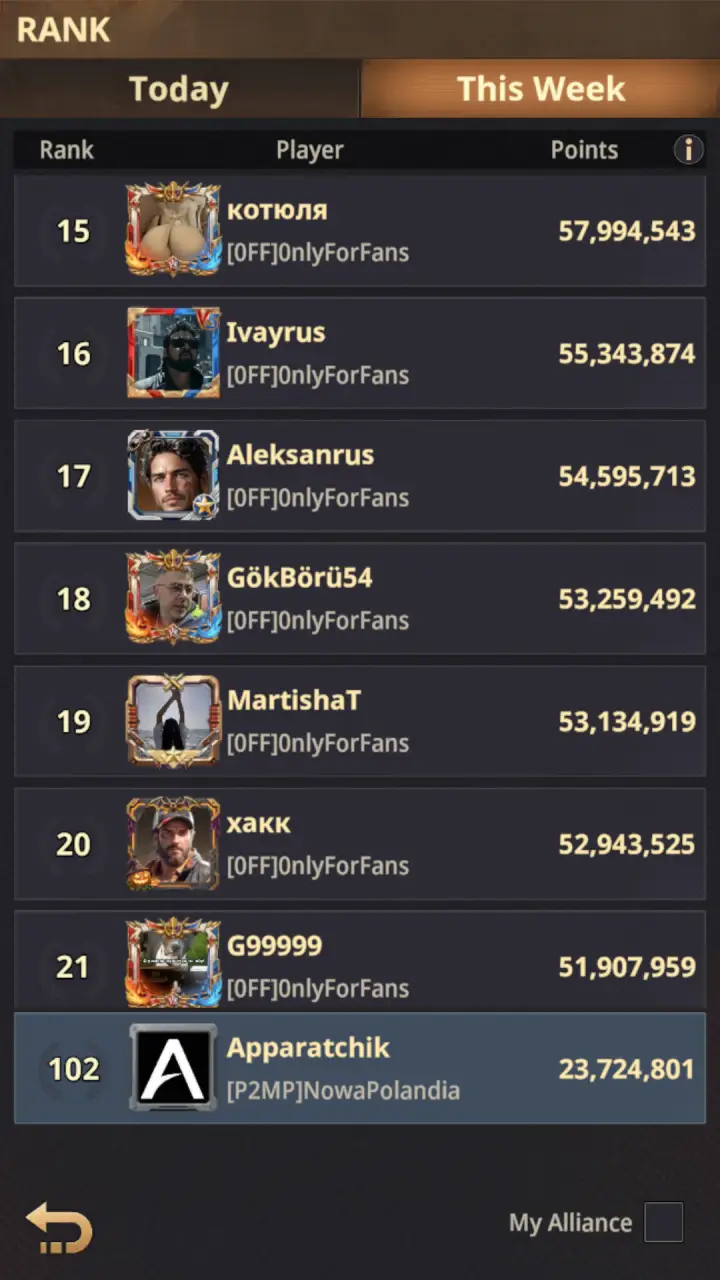 RANK
Today
This Week
Rank
Player
Points
15
котюля
[0FF]0nlyForFans
57,994,543
16
Ivayrus
[0FF]0nlyForFans
55,343,874
17
Aleksanrus
[0FF]0nlyForFans
54,595,713
18
GökBörü54
[0FF]0nlyForFans
53,259,492
19
MartishaT
[0FF]0nlyForFans
53,134,919
20
хакк
[0FF]0nlyForFans
52,943,525
21
G99999
[0FF]0nlyForFans
51,907,959
102
Apparatchik
[P2MP]NowaPolandia
23,724,801
My Alliance